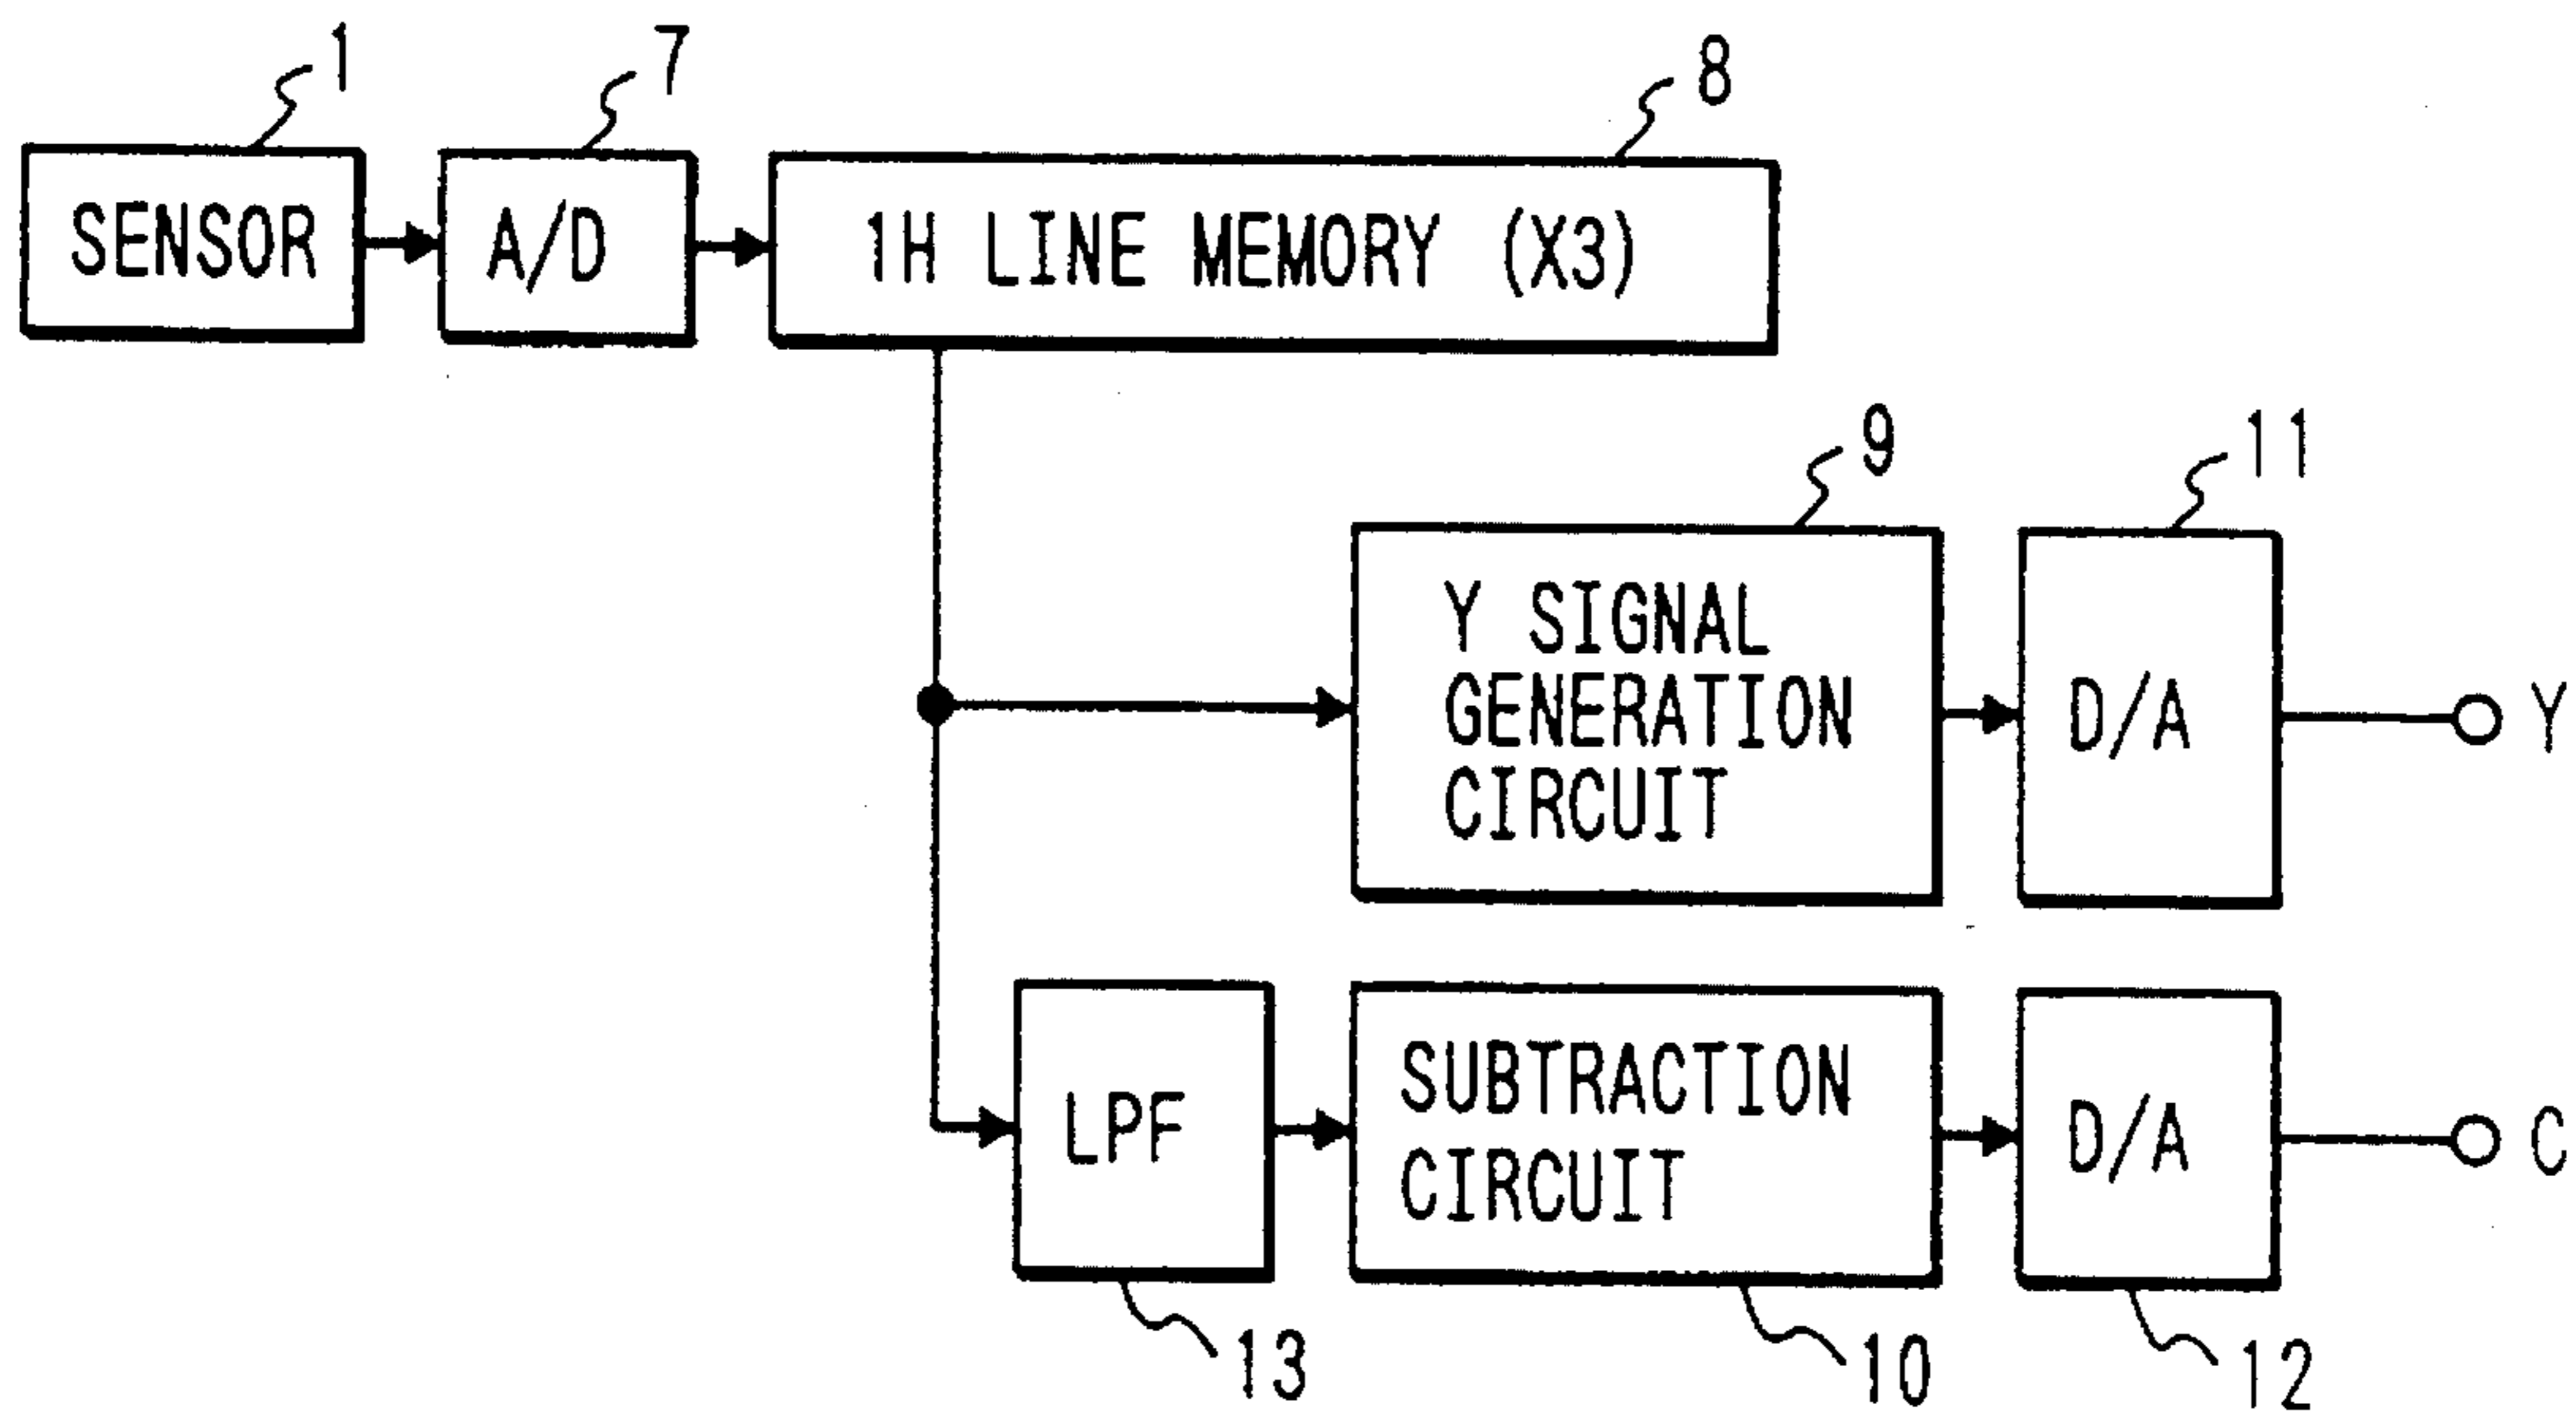 1
7
8
SENSOR
A/D
1H LINE MEMORY (X3)
9
11
Y SIGNAL
GENERATION
CIRCUIT
D/A
Y
LPF
SUBTRACTION
CIRCUIT
D/A
C
13
10
12